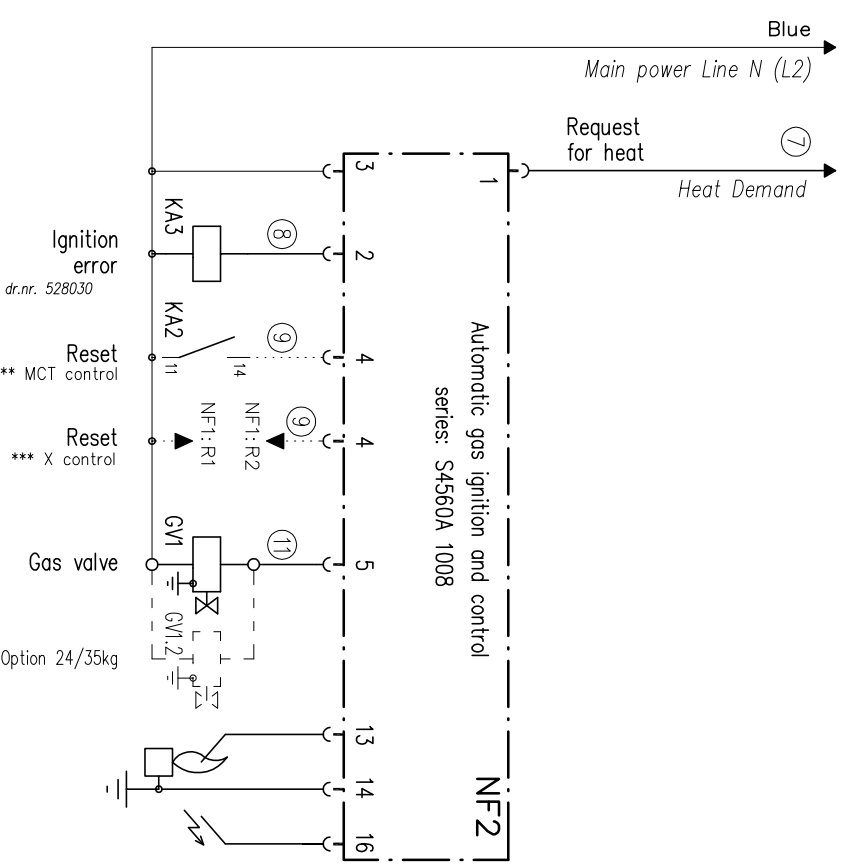 Blue
Main power Line N (L2)
Request
for heat
7
Heat Demand
3
1
KA3
8
2
Ignition
error
dr.nr. 528030
KA2
9
4
11
14
Reset
** MCT control
NF1:R1
NF1:R2
9
4
Reset
*** X control
Automatic gas ignition and control
series: S4560A 1008
GV1
11
5
Gas valve
GV1.2
Option 24/35kg
13
14
16
NF2